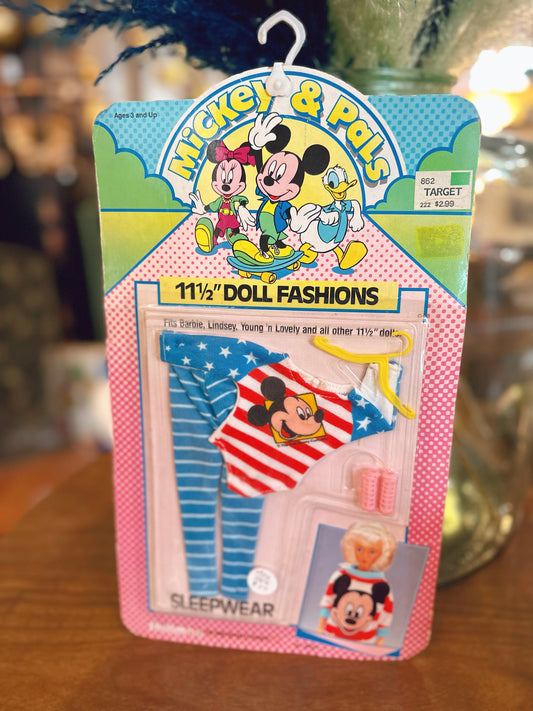 Ages 3 and Up
Mickey & Pals
862
TARGET
222 $2.99
11½" DOLL FASHIONS
Fits Barbie, Lindsey, Young 'n Lovely and all other 11½" dolls
SLEEPWEAR